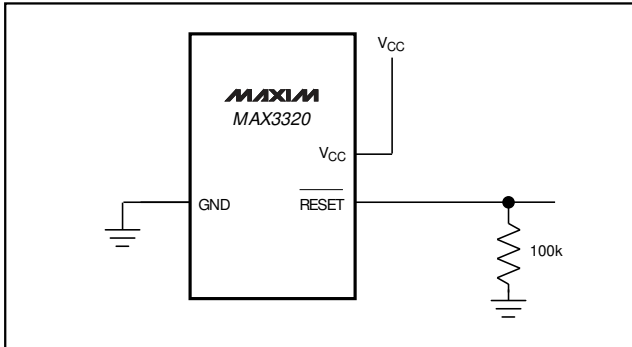 VCC
MAXIM
MAX3320
VCC
GND
RESET
100k